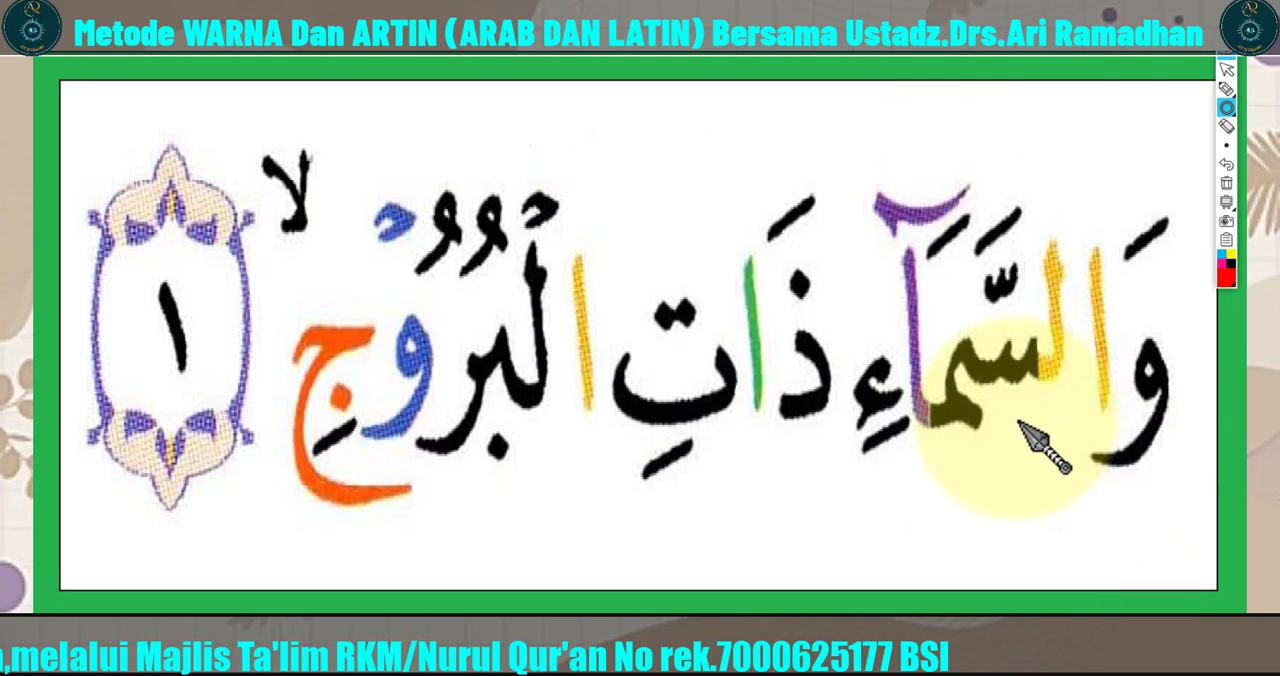 Metode WARNA Dan ARTIN (ARAB DAN LATIN) Bersama Ustadz.Drs.Ari Ramadhan
وَالسَّمَآءِ ذَاتِ الْبُرُوْجِ ۙ ١
,melalui Majlis Ta'lim RKM/Nurul Qur'an No rek.7000625177 BSI